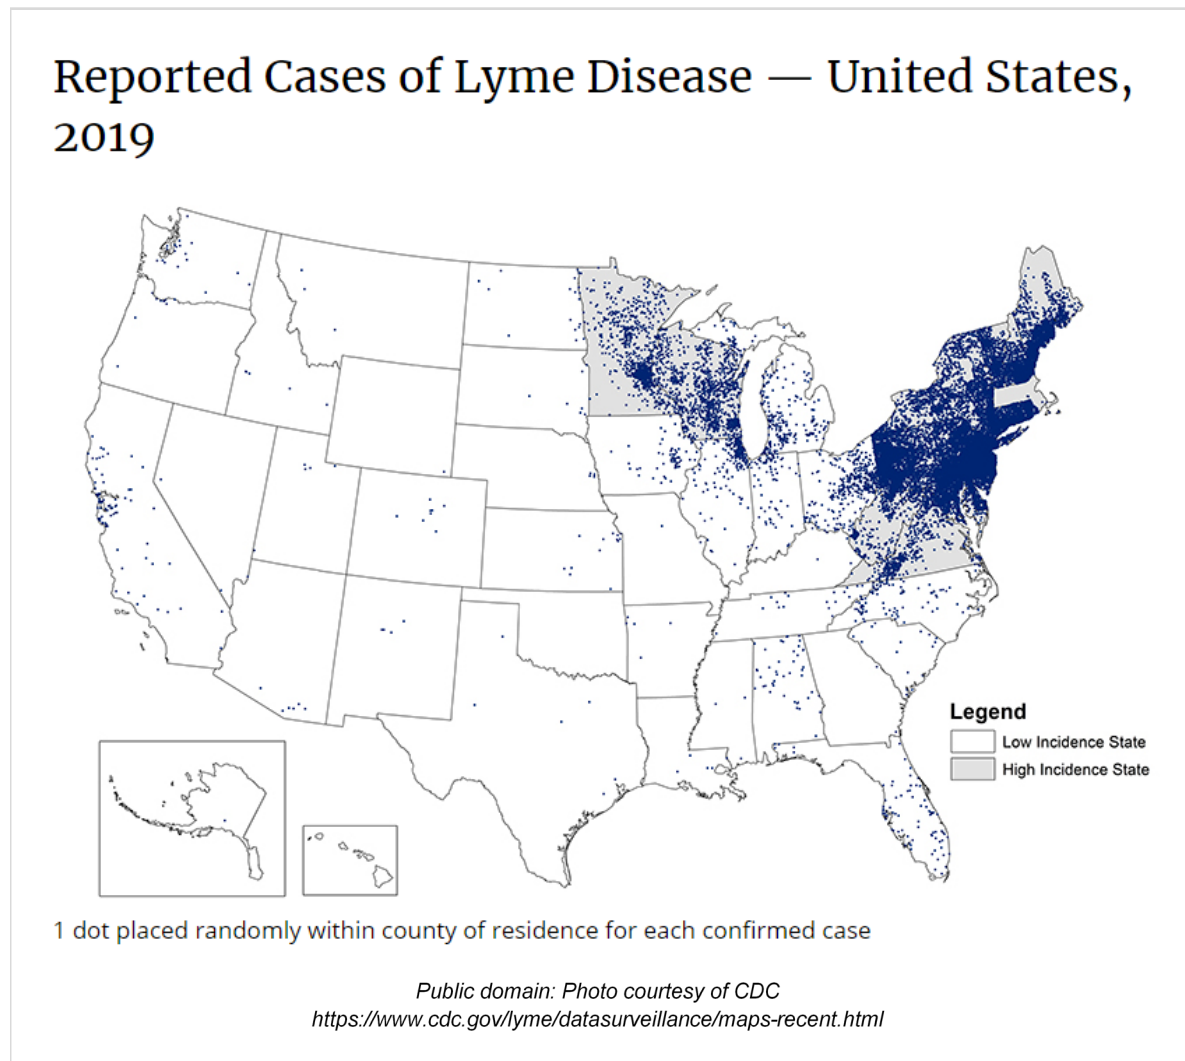 Reported Cases of Lyme Disease — United States,
2019
Legend
Low Incidence State
High Incidence State
1 dot placed randomly within county of residence for each confirmed case
Public domain: Photo courtesy of CDC
https://www.cdc.gov/lyme/datasurveillance/maps-recent.html